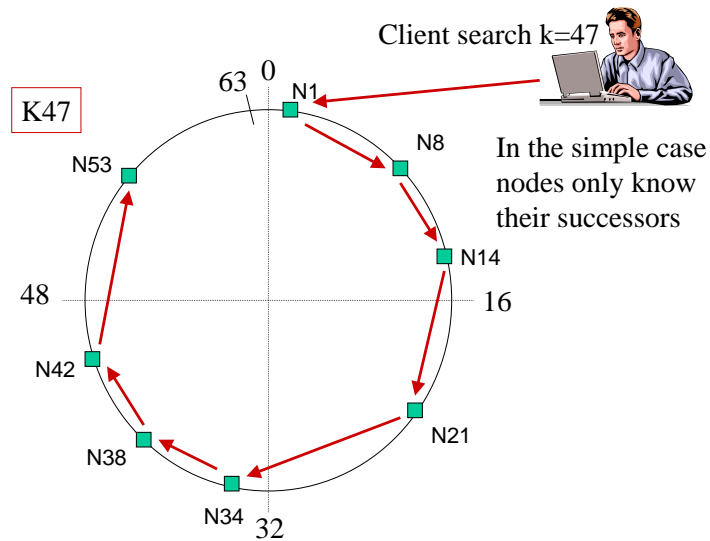 Client search k=47
0
63
N1
K47
N8
In the simple case
nodes only know
their successors
N53
N14
48
16
N42
N21
N38
N34
32